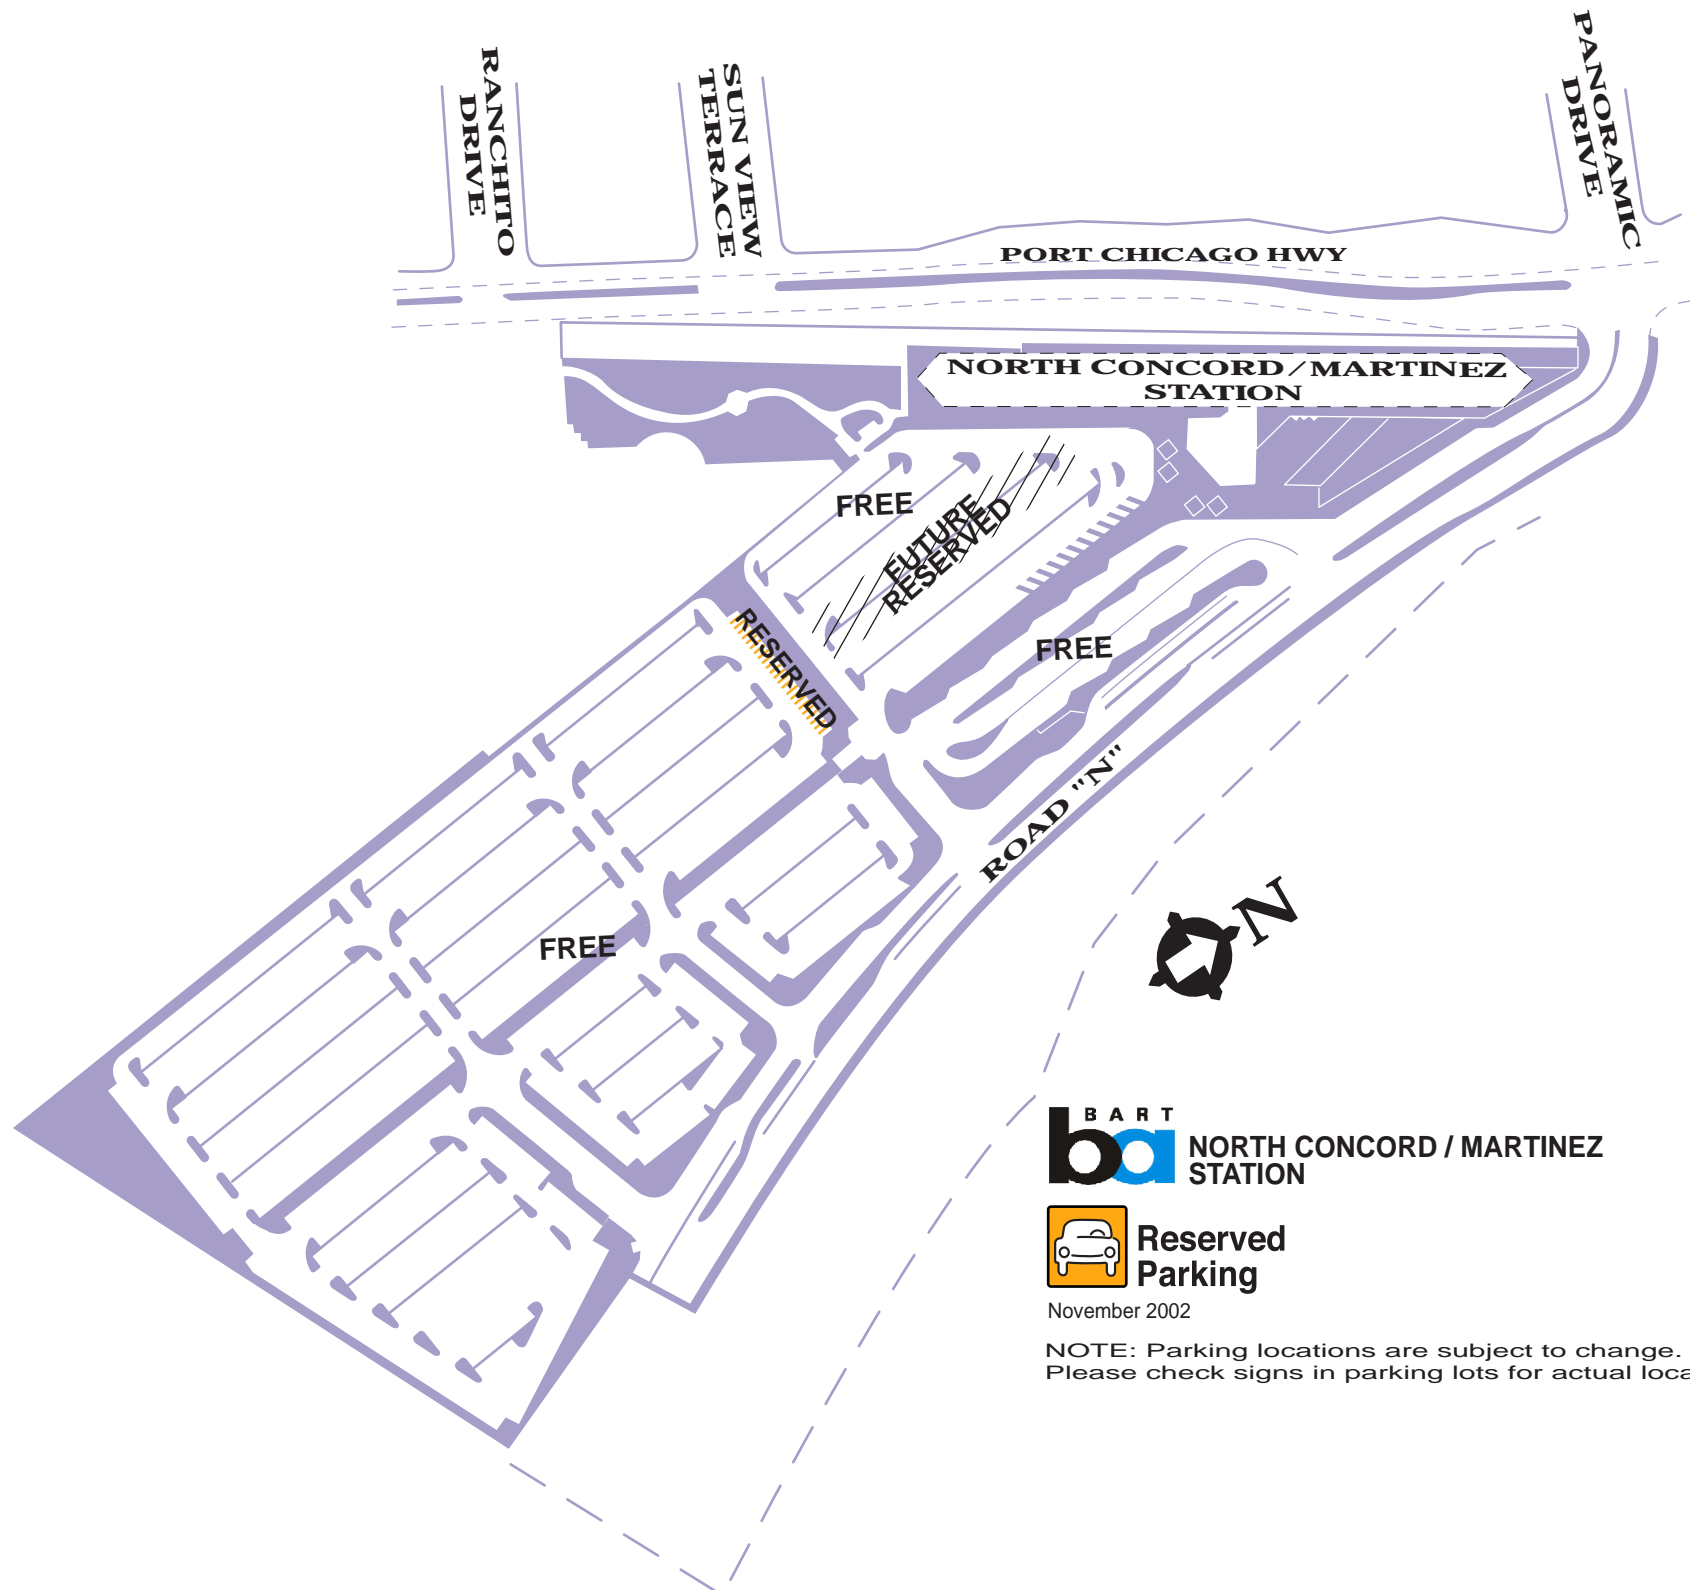 RANCHITO
DRIVE
SUN VIEW
TERRACE
PANORAMIC
DRIVE
PORT CHICAGO HWY
NORTH CONCORD/MARTINEZ
STATION
FREE
FUTURE
RESERVED
RESERVED
FREE
ROAD "N"
FREE
N
BART
ba
NORTH CONCORD / MARTINEZ
STATION
Reserved
Parking
November 2002
NOTE: Parking locations are subject to change.
Please check signs in parking lots for actual loca